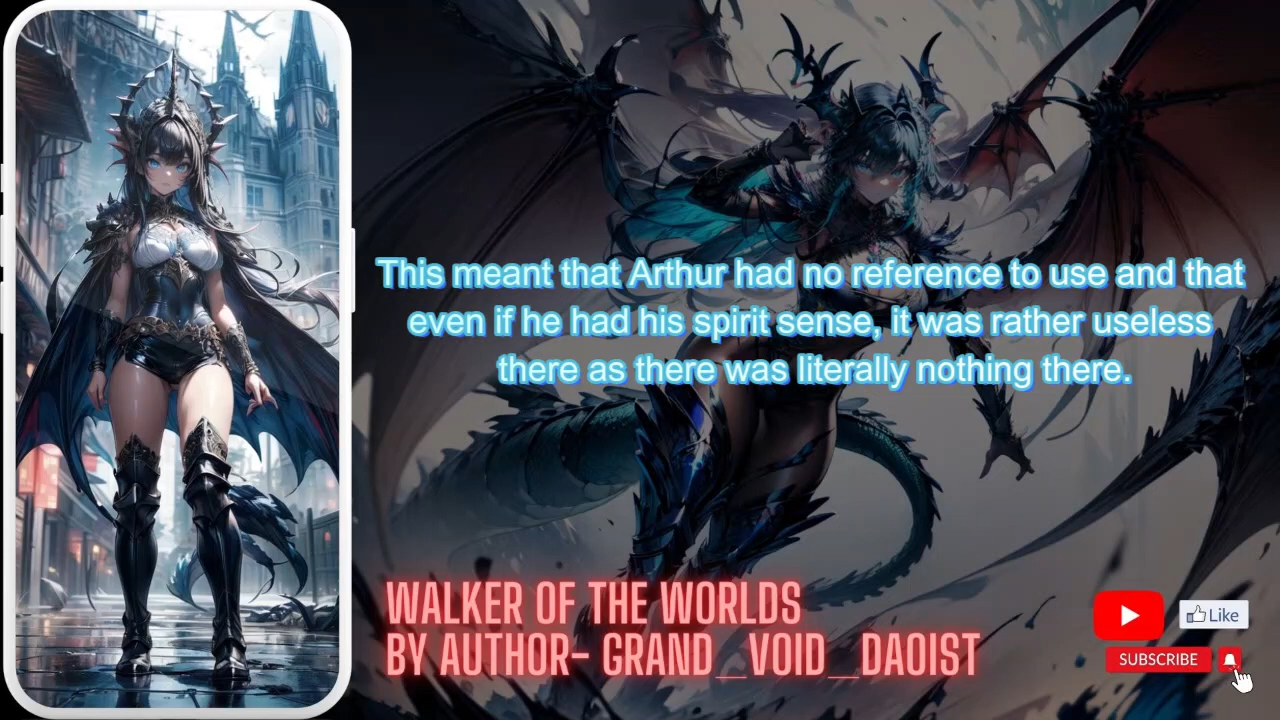 This meant that Arthur had no reference to use and that
even if he had his spirit sense, it was rather useless
there as there was literally nothing there.
WALKER OF THE WORLDS
BY AUTHOR- GRAND_VOID_DAOIST
Like
SUBSCRIBE